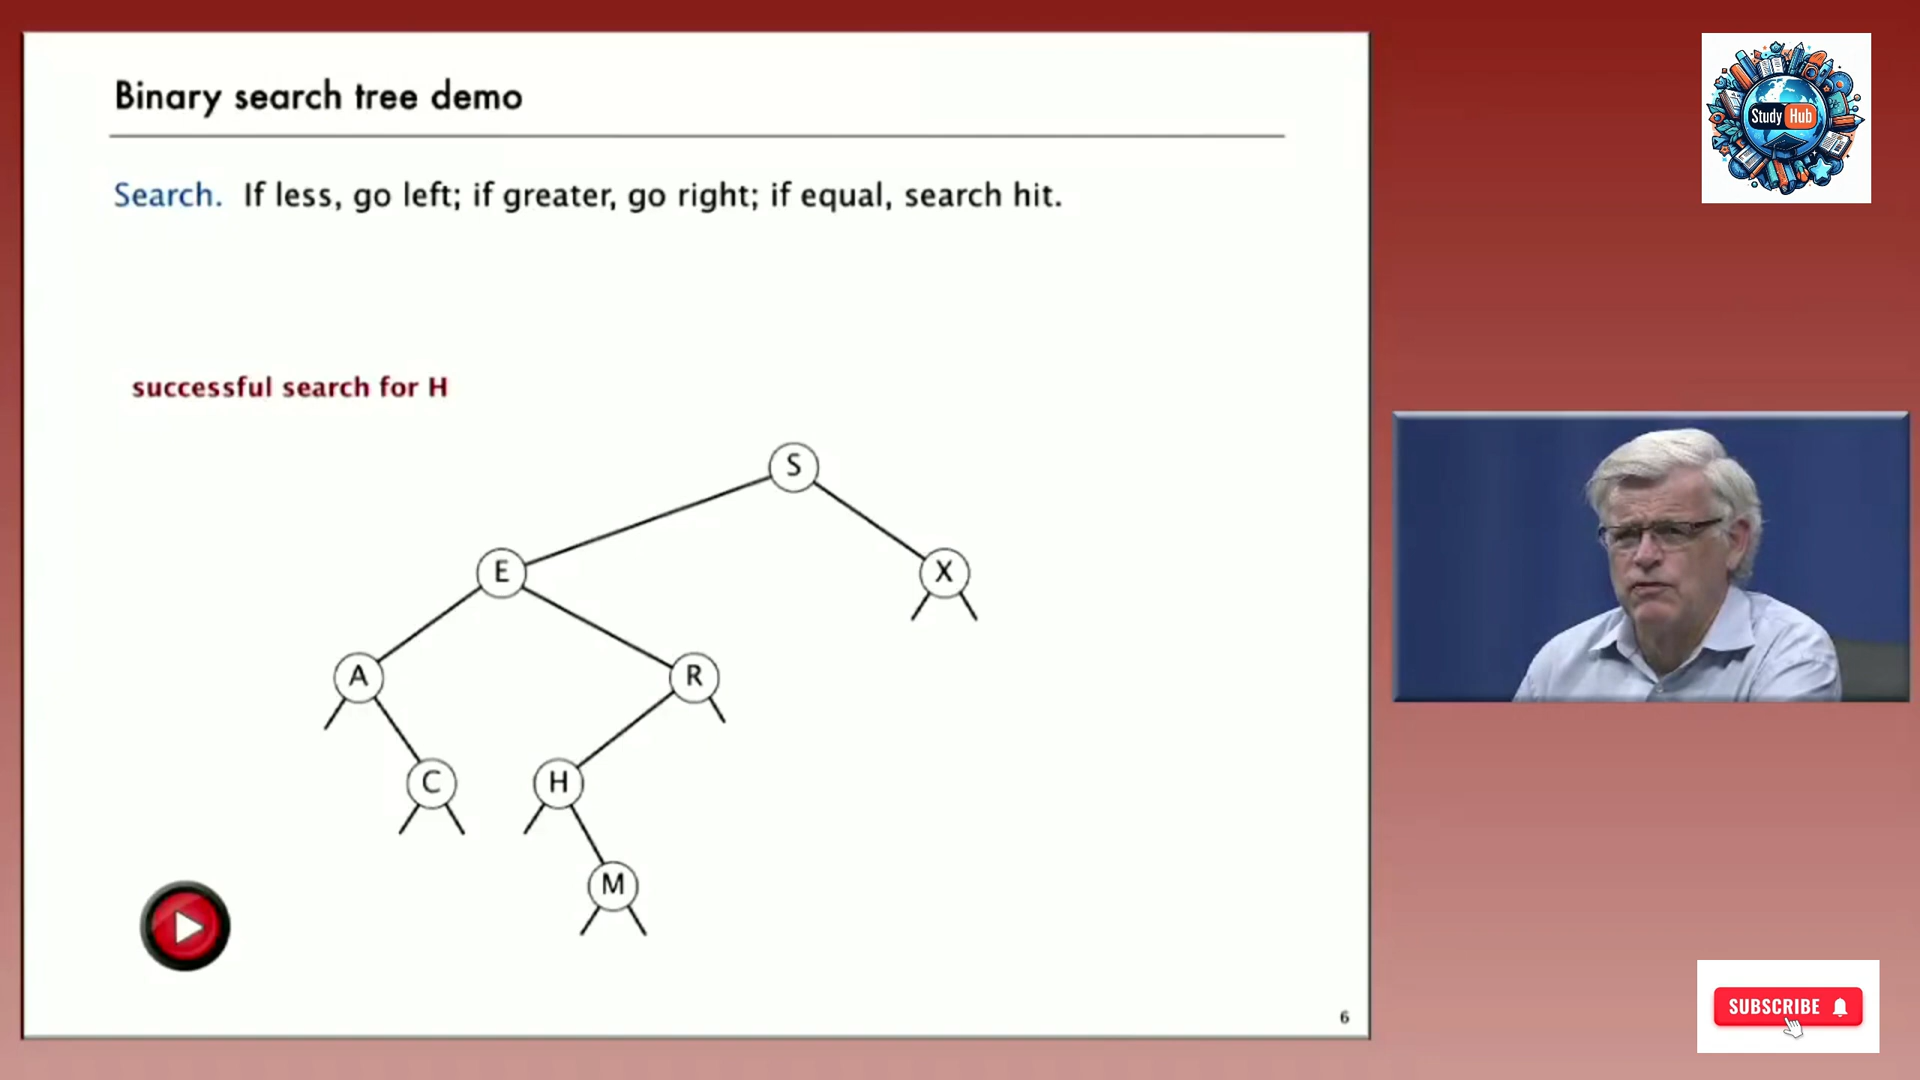 Binary search tree demo
Search. If less, go left; if greater, go right; if equal, search hit.
successful search for H
S
E
X
A
R
C
H
M
6
Study Hub
SUBSCRIBE